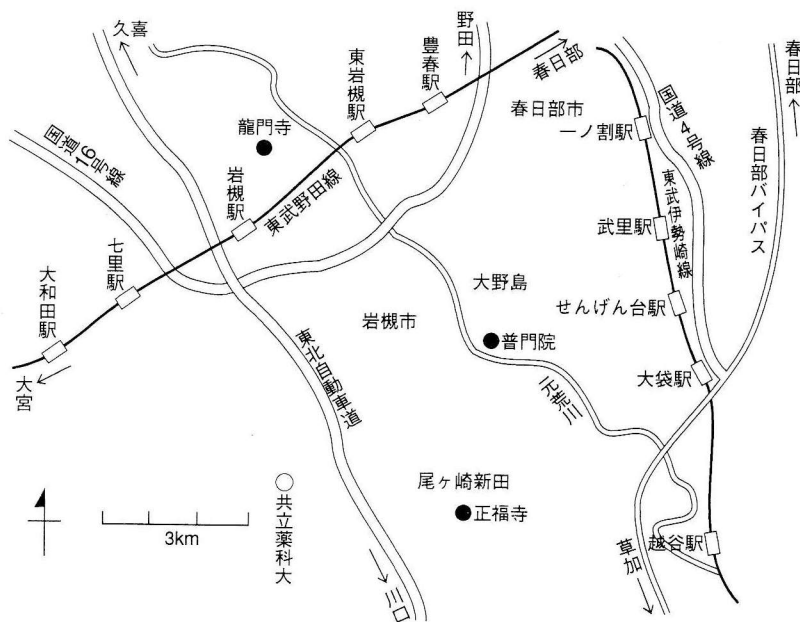 久喜
国道16号線
龍門寺
東岩槻駅
豊春駅
野田
春日部
春日部市
一ノ割駅
国道4号線
春日部
春日部バイパス
東武伊勢崎線
武里駅
せんげん台駅
大袋駅
岩槻駅
東武野田線
七里駅
大和田駅
大宮
岩槻市
大野島
普門院
元荒川
東北自動車道
尾ヶ崎新田
正福寺
共立薬科大
3km
川口
草加
越谷駅